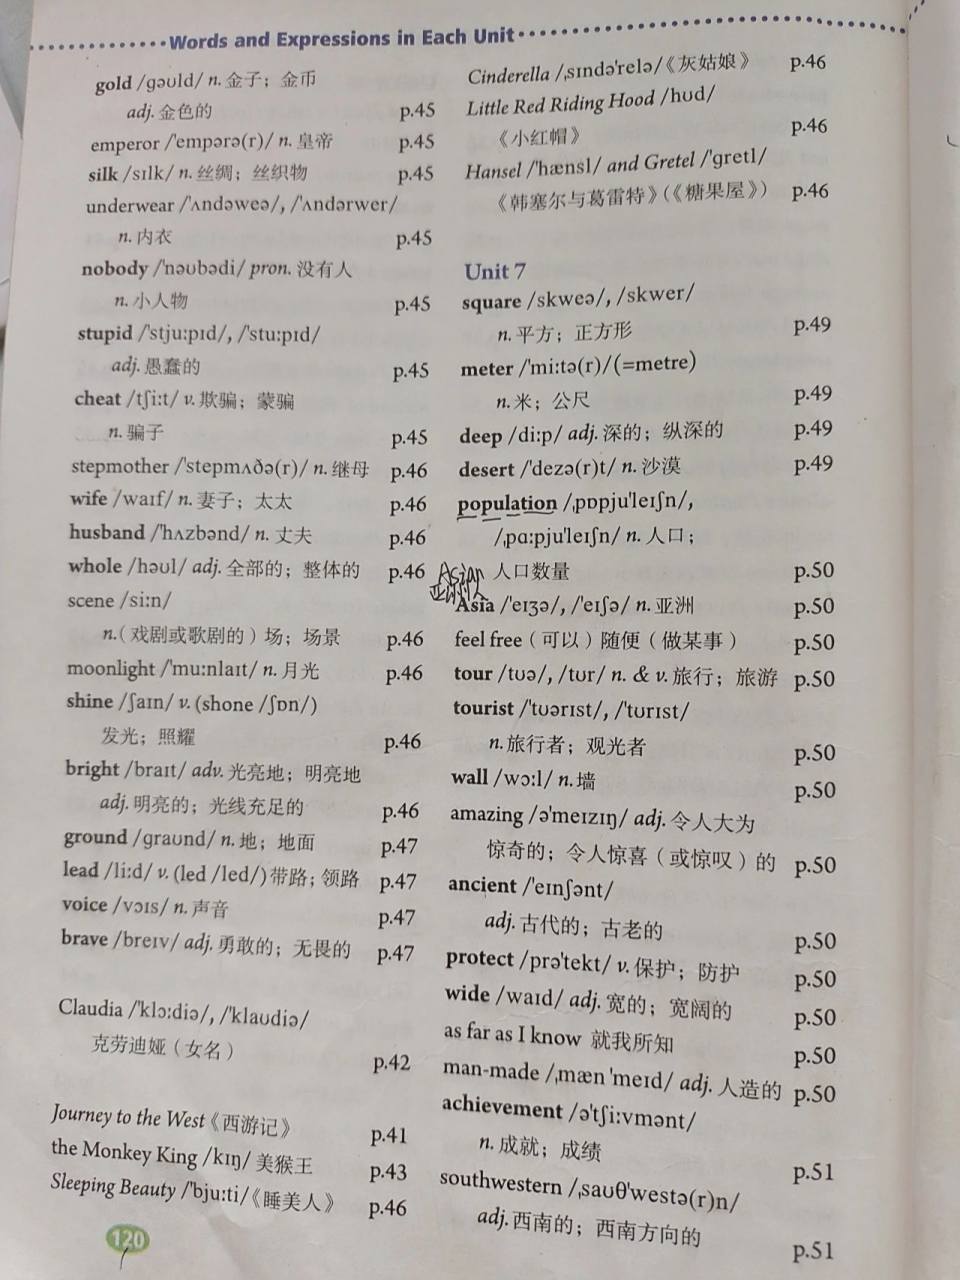 Words and Expressions in Each Unit
gold /ɡəʊld/ n. 金子；金币
adj. 金色的 p.45
emperor /ˈempərə(r)/ n. 皇帝 p.45
silk /sɪlk/ n. 丝绸；丝织物 p.45
underwear /ˈʌndəweə/, /ˈʌndərwer/
n. 内衣 p.45
nobody /ˈnəʊbədi/ pron. 没有人
n. 小人物 p.45
stupid /ˈstjuːpɪd/, /ˈstuːpɪd/
adj. 愚蠢的 p.45
cheat /tʃiːt/ v. 欺骗；蒙骗
n. 骗子 p.45
stepmother /ˈstepmʌðə(r)/ n. 继母 p.46
wife /waɪf/ n. 妻子；太太 p.46
husband /ˈhʌzbənd/ n. 丈夫 p.46
whole /həʊl/ adj. 全部的；整体的 p.46
scene /siːn/
n.（戏剧或歌剧的）场；场景 p.46
moonlight /ˈmuːnlaɪt/ n. 月光 p.46
shine /ʃaɪn/ v. (shone /ʃɒn/)
发光；照耀 p.46
bright /braɪt/ adv. 光亮地；明亮地
adj. 明亮的；光线充足的 p.46
ground /ɡraʊnd/ n. 地；地面 p.47
lead /liːd/ v. (led /led/) 带路；领路 p.47
voice /vɔɪs/ n. 声音 p.47
brave /breɪv/ adj. 勇敢的；无畏的 p.47
Claudia /ˈklɔːdiə/, /ˈklaʊdiə/
克劳迪娅（女名） p.42
Journey to the West《西游记》 p.41
the Monkey King /kɪŋ/ 美猴王 p.43
Sleeping Beauty /ˈbjuːti/《睡美人》 p.46
120
Cinderella /ˌsɪndəˈrelə/《灰姑娘》 p.46
Little Red Riding Hood /hʊd/
《小红帽》 p.46
Hansel /ˈhænsl/ and Gretel /ˈɡretl/
《韩塞尔与葛雷特》（《糖果屋》） p.46
Unit 7
square /skweə/, /skwer/
n. 平方；正方形 p.49
meter /ˈmiːtə(r)/ (=metre)
n. 米；公尺 p.49
deep /diːp/ adj. 深的；纵深的 p.49
desert /ˈdezə(r)t/ n. 沙漠 p.49
population /ˌpɒpjuˈleɪʃn/,
/ˌpɑːpjuˈleɪʃn/ n. 人口；
人口数量 p.50
Asian
亚洲人
Asia /ˈeɪʒə/, /ˈeɪʃə/ n. 亚洲 p.50
feel free（可以）随便（做某事） p.50
tour /tʊə/, /tʊr/ n. & v. 旅行；旅游 p.50
tourist /ˈtʊərɪst/, /ˈtʊrɪst/
n. 旅行者；观光者 p.50
wall /wɔːl/ n. 墙 p.50
amazing /əˈmeɪzɪŋ/ adj. 令人大为
惊奇的；令人惊喜（或惊叹）的 p.50
ancient /ˈeɪnʃənt/
adj. 古代的；古老的 p.50
protect /prəˈtekt/ v. 保护；防护 p.50
wide /waɪd/ adj. 宽的；宽阔的 p.50
as far as I know 就我所知 p.50
man-made /ˌmæn ˈmeɪd/ adj. 人造的 p.50
achievement /əˈtʃiːvmənt/
n. 成就；成绩 p.51
southwestern /ˌsaʊθˈwestə(r)n/
adj. 西南的；西南方向的 p.51